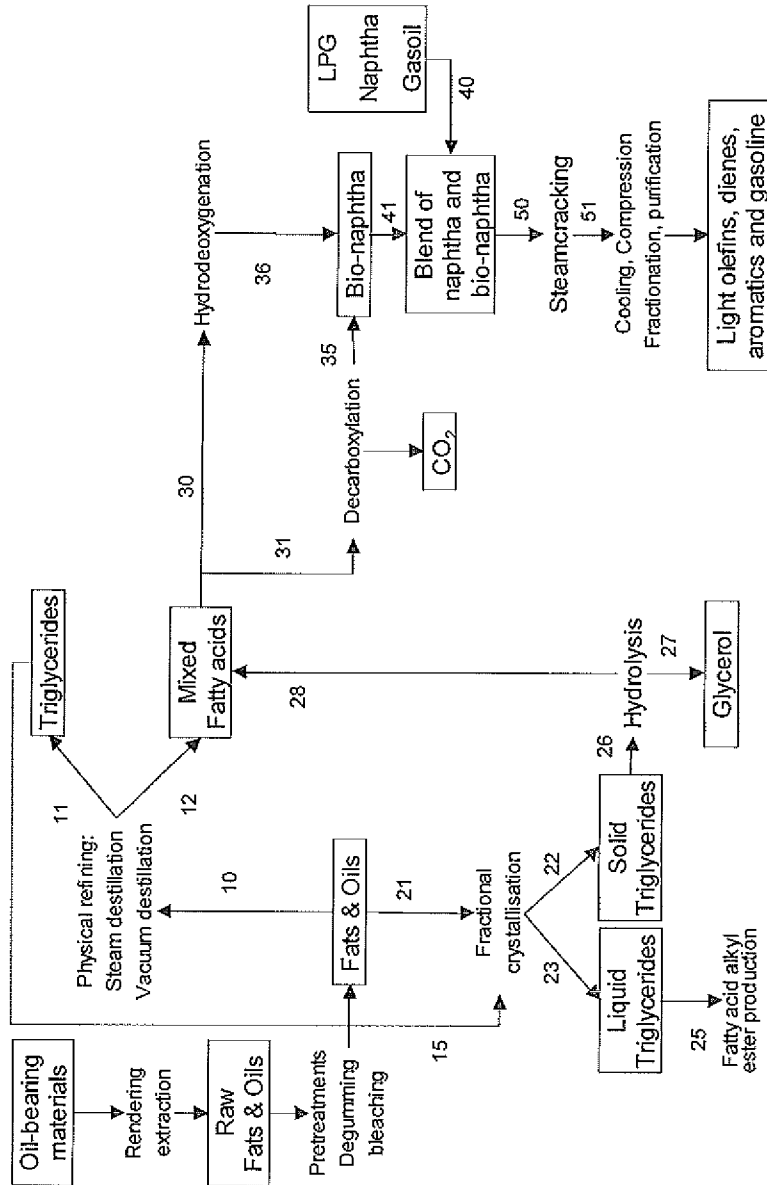 Oil-bearing
materials
Rendering
extraction
Raw
Fats & Oils
Pretreatments
Degumming
bleaching
15
Physical refining:
Steam destillation
Vacuum destillation
10
11
12
Fats & Oils
21
Fractional
crystallisation
23
22
Liquid
Triglycerides
25
Fatty acid alkyl
ester production
Solid
Triglycerides
26
Hydrolysis
27
Glycerol
28
Triglycerides
Mixed
Fatty acids
30
31
Decarboxylation
CO₂
35
Hydrodeoxygenation
36
Bio-naphtha
41
LPG
Naphtha
Gasoil
40
Blend of
naphtha and
bio-naphtha
50
Steamcracking
51
Cooling, Compression
Fractionation, purification
Light olefins, dienes,
aromatics and gasoline